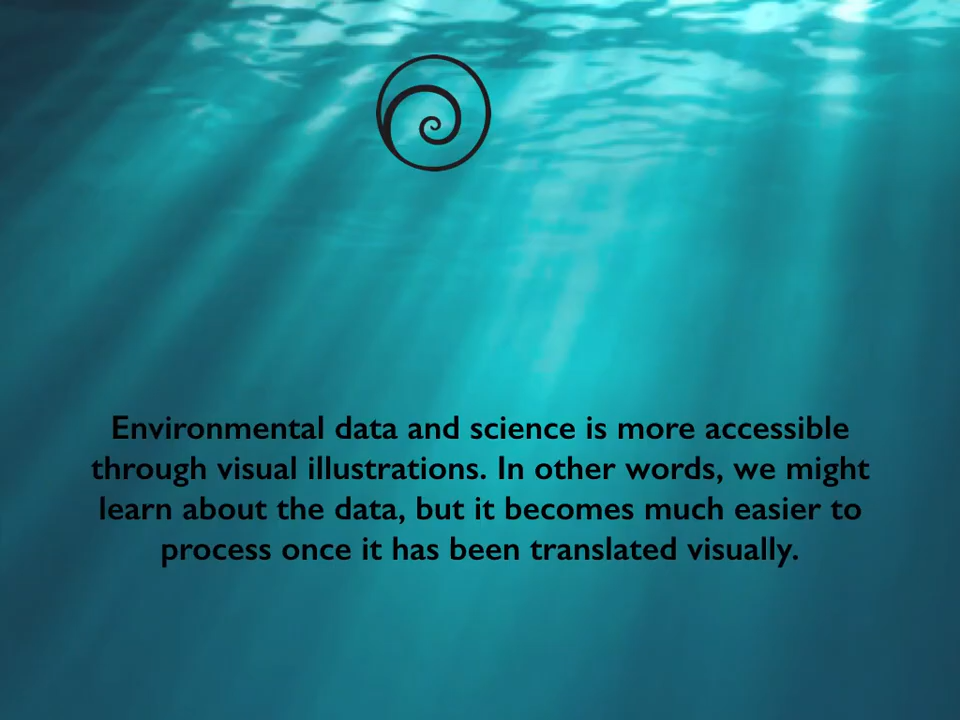 Environmental data and science is more accessible
through visual illustrations. In other words, we might
learn about the data, but it becomes much easier to
process once it has been translated visually.